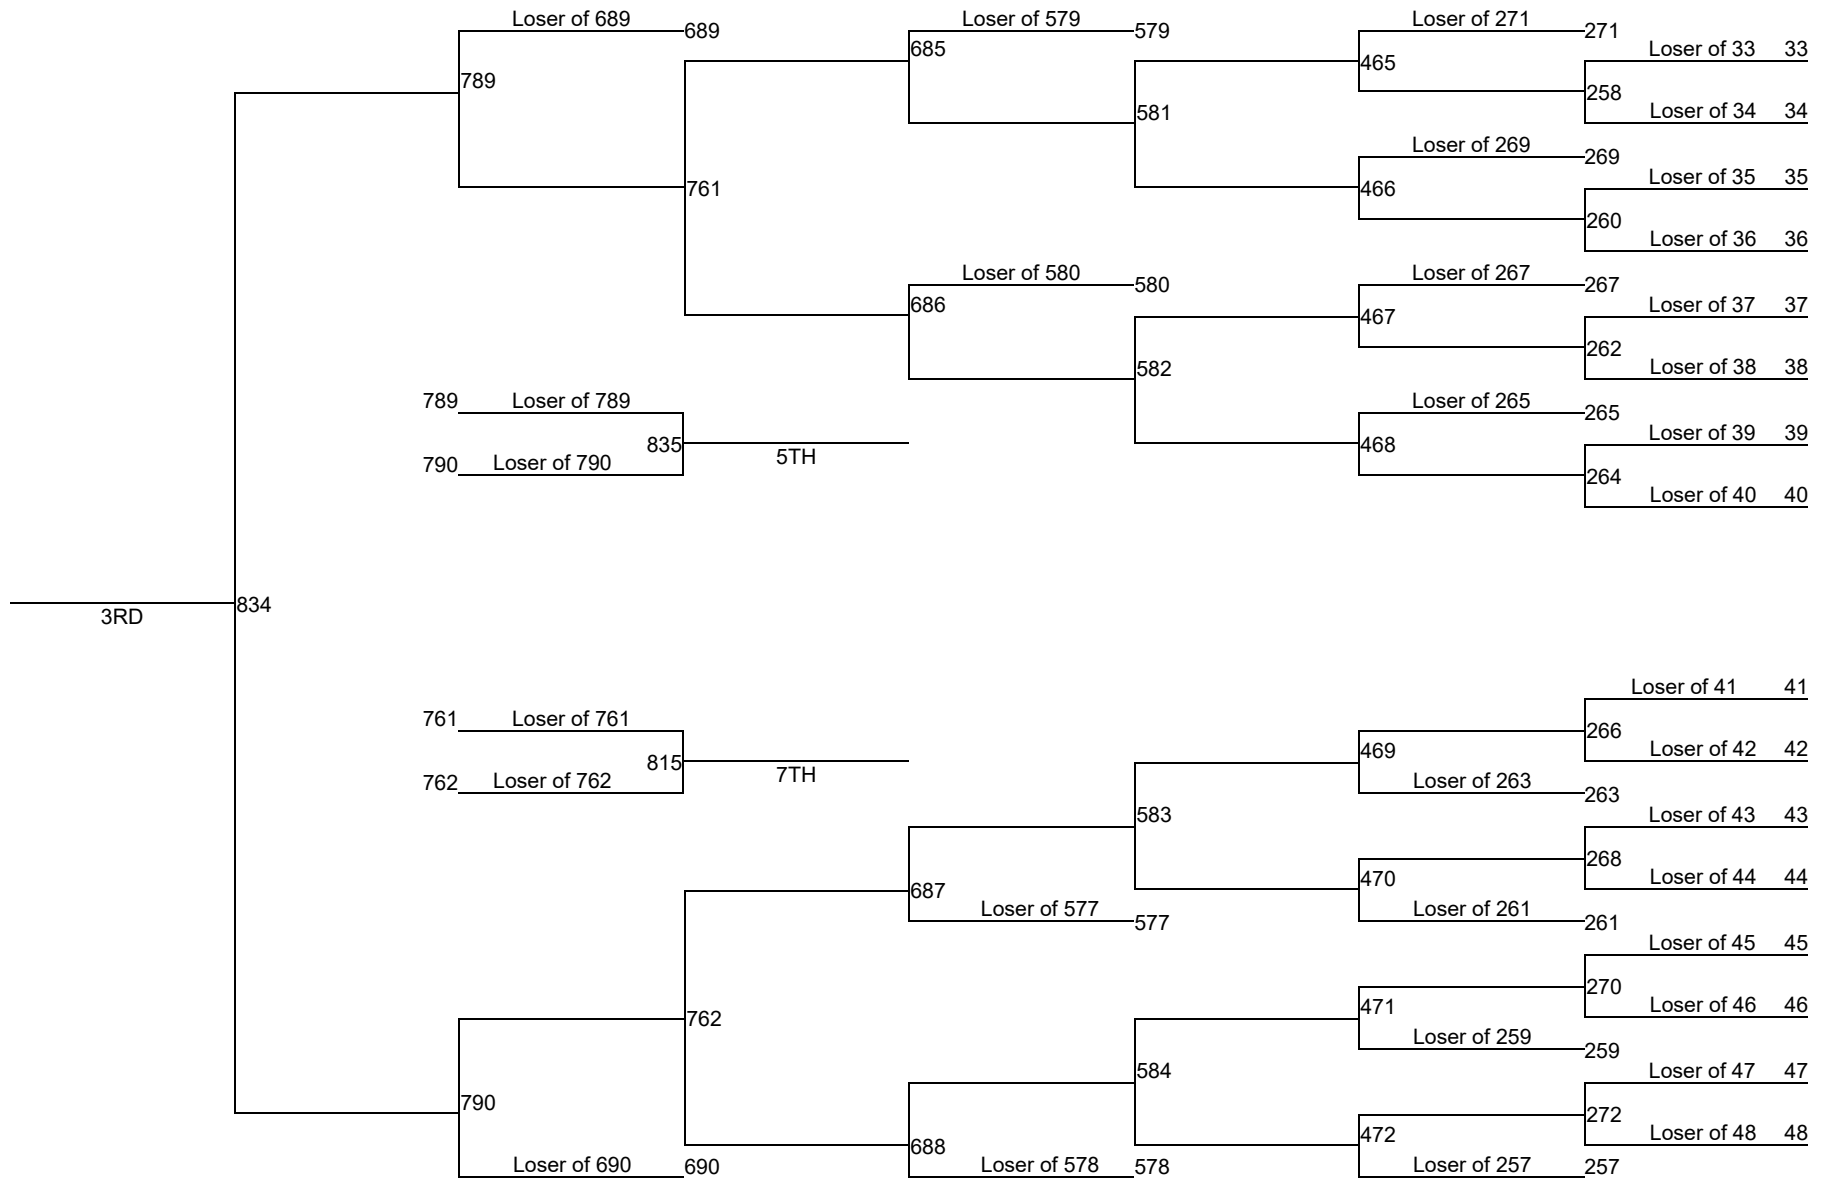 Loser of 689 689 Loser of 579 579 Loser of 271 271
Loser of 33 33
685
465
789
258
Loser of 34 34
581
Loser of 269 269
Loser of 35 35
761
466
260
Loser of 36 36
Loser of 580 580 Loser of 267 267
686
Loser of 37 37
467
262
582
Loser of 38 38
789 Loser of 789
Loser of 265 265
Loser of 39 39
835
5TH
468
790 Loser of 790
264
Loser of 40 40
834
3RD
Loser of 41 41
761 Loser of 761
266
469
Loser of 42 42
815
7TH
762 Loser of 762
Loser of 263 263
583
Loser of 43 43
268
470
Loser of 44 44
687
Loser of 577 577
Loser of 261 261
Loser of 45 45
270
471
Loser of 46 46
762
Loser of 259 259
584
Loser of 47 47
790
272
472
Loser of 48 48
688
Loser of 690 690 Loser of 578 578 Loser of 257 257